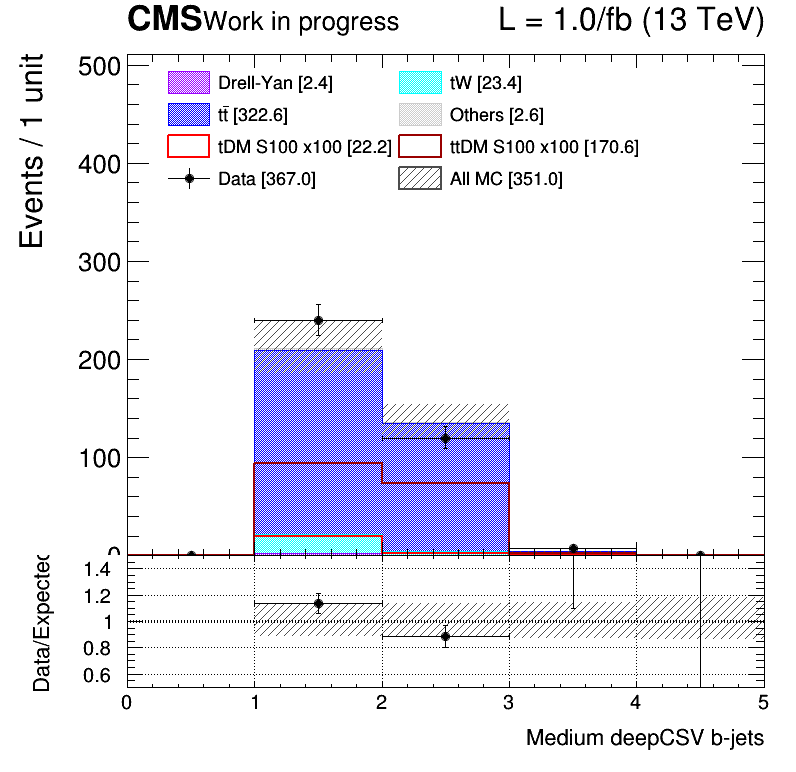 CMS Work in progress L = 1.0/fb (13 TeV)
Events / 1 unit
500
400
300
200
100
0
Drell-Yan [2.4] tW [23.4]
tt̄ [322.6] Others [2.6]
tDM S100 x100 [22.2] ttDM S100 x100 [170.6]
Data [367.0] All MC [351.0]
Data/Expected
1.4
1.2
1
0.8
0.6
0 1 2 3 4 5
Medium deepCSV b-jets